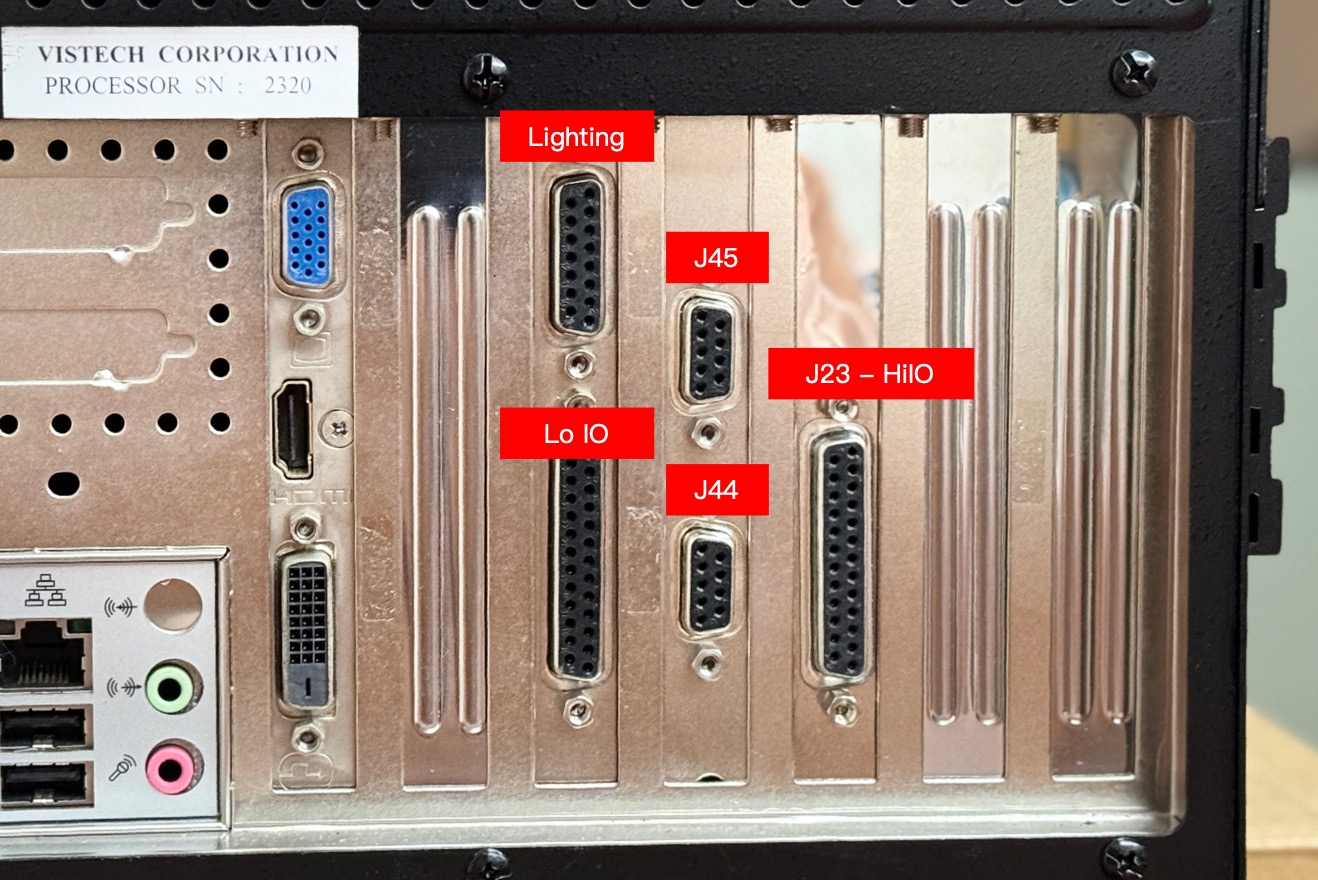 VISTECH CORPORATION
PROCESSOR SN : 2320
Lighting
J45
J23 – HiIO
Lo IO
J44
HDMI